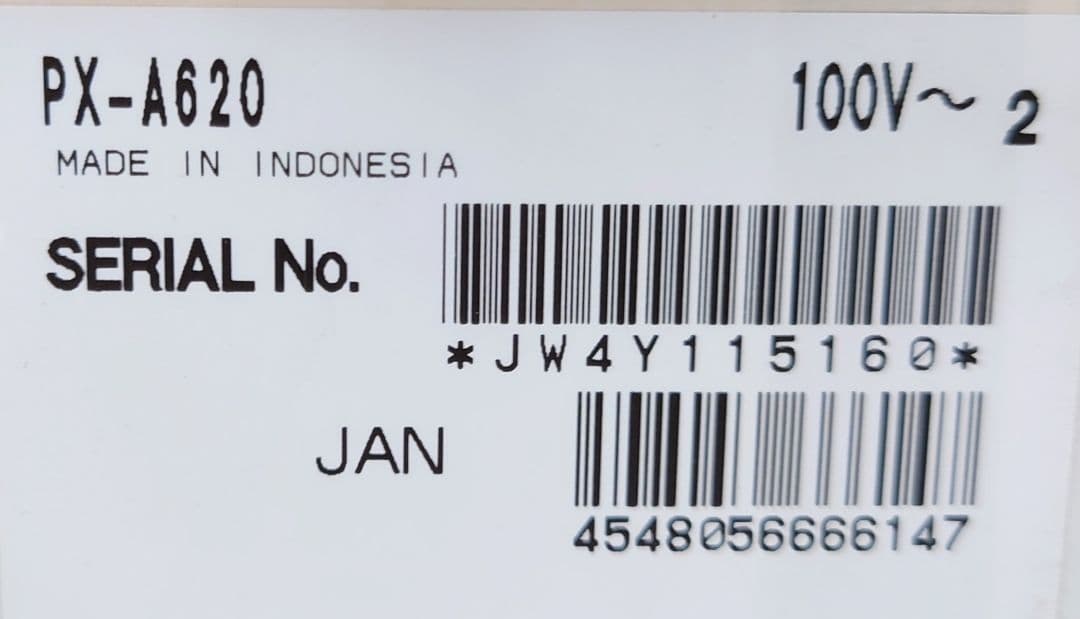 PX-A620 100V～ 2
MADE IN INDONESIA
SERIAL No.
*JW4Y115160*
JAN
4548056666147